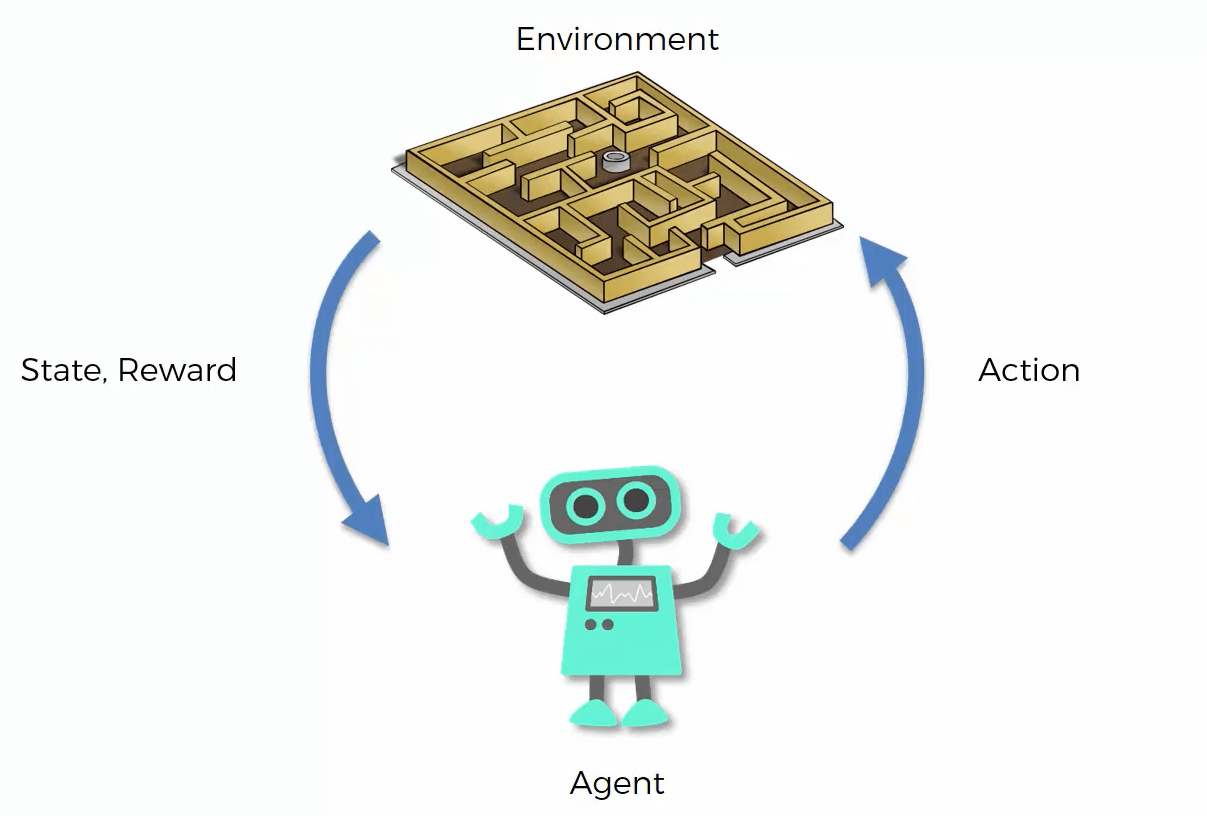 Environment
State, Reward
Action
Agent